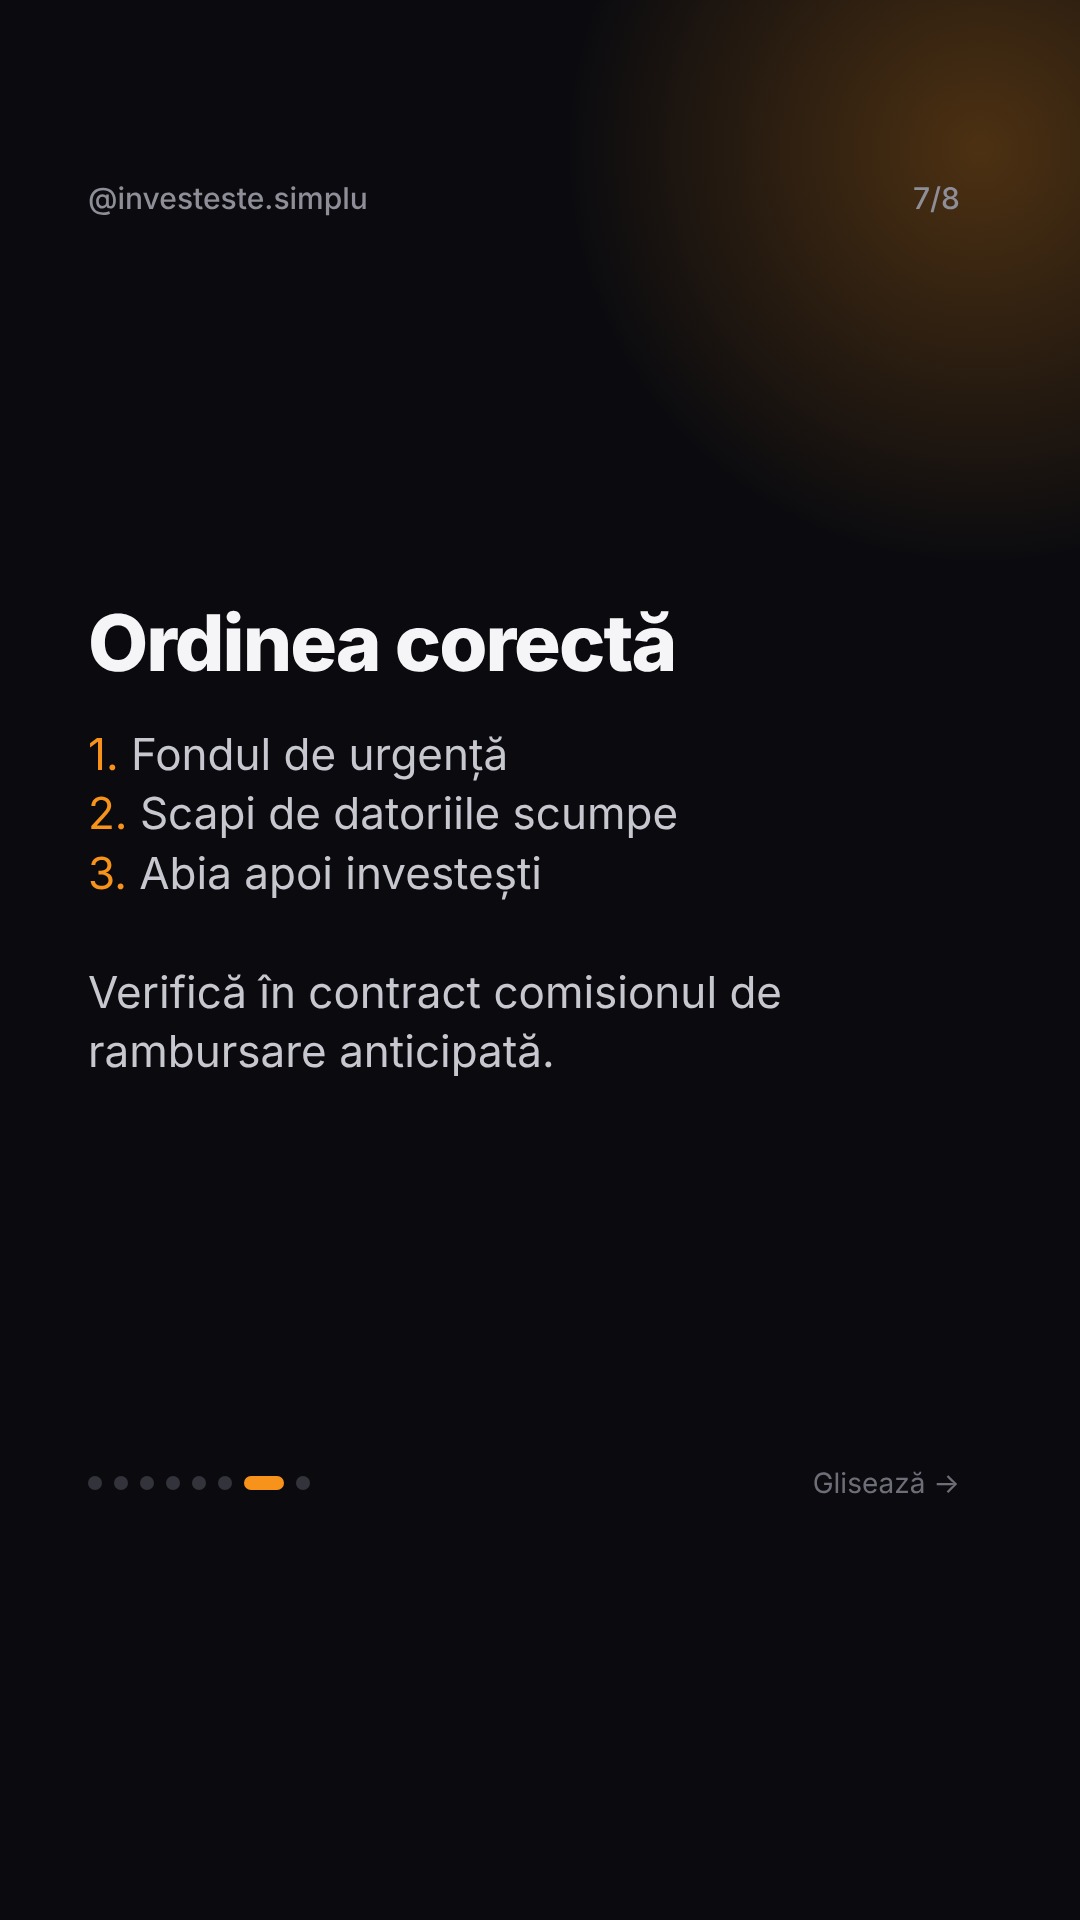 @investeste.simplu
7/8
Ordinea corectă
1. Fondul de urgență
2. Scapi de datoriile scumpe
3. Abia apoi investești
Verifică în contract comisionul de
rambursare anticipată.
Glisează →